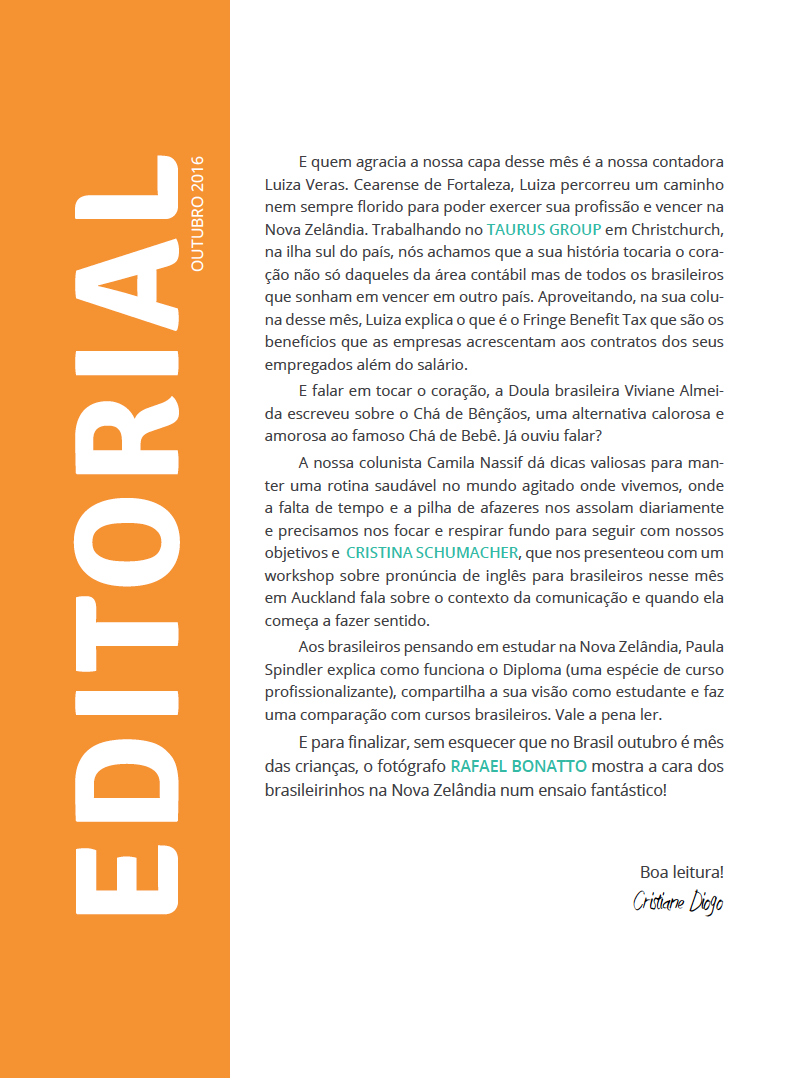 EDITORIAL
OUTUBRO 2016
E quem agracia a nossa capa desse mês é a nossa contadora
Luiza Veras. Cearense de Fortaleza, Luiza percorreu um caminho
nem sempre florido para poder exercer sua profissão e vencer na
Nova Zelândia. Trabalhando no TAURUS GROUP em Christchurch,
na ilha sul do país, nós achamos que a sua história tocaria o cora-
ção não só daqueles da área contábil mas de todos os brasileiros
que sonham em vencer em outro país. Aproveitando, na sua colu-
na desse mês, Luiza explica o que é o Fringe Benefit Tax que são os
benefícios que as empresas acrescentam aos contratos dos seus
empregados além do salário.
E falar em tocar o coração, a Doula brasileira Viviane Almei-
da escreveu sobre o Chá de Bênçãos, uma alternativa calorosa e
amorosa ao famoso Chá de Bebê. Já ouviu falar?
A nossa colunista Camila Nassif dá dicas valiosas para man-
ter uma rotina saudável no mundo agitado onde vivemos, onde
a falta de tempo e a pilha de afazeres nos assolam diariamente
e precisamos nos focar e respirar fundo para seguir com nossos
objetivos e CRISTINA SCHUMACHER, que nos presenteou com um
workshop sobre pronúncia de inglês para brasileiros nesse mês
em Auckland fala sobre o contexto da comunicação e quando ela
começa a fazer sentido.
Aos brasileiros pensando em estudar na Nova Zelândia, Paula
Spindler explica como funciona o Diploma (uma espécie de curso
profissionalizante), compartilha a sua visão como estudante e faz
uma comparação com cursos brasileiros. Vale a pena ler.
E para finalizar, sem esquecer que no Brasil outubro é mês
das crianças, o fotógrafo RAFAEL BONATTO mostra a cara dos
brasileirinhos na Nova Zelândia num ensaio fantástico!
Boa leitura!
Cristiane Diogo